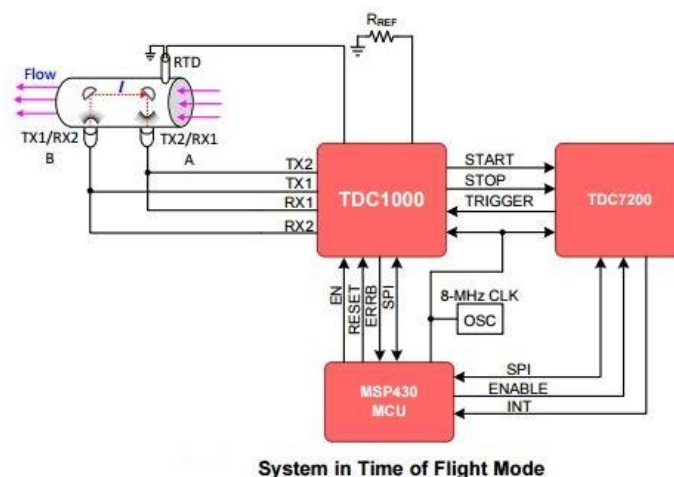 R_REF
RTD
Flow
l
TX1/RX2
B
TX2/RX1
A
TX2
TX1
RX1
RX2
TDC1000
START
STOP
TRIGGER
TDC7200
EN
RESET
ERRB
SPI
8-MHz CLK
OSC
MSP430
MCU
SPI
ENABLE
INT
System in Time of Flight Mode